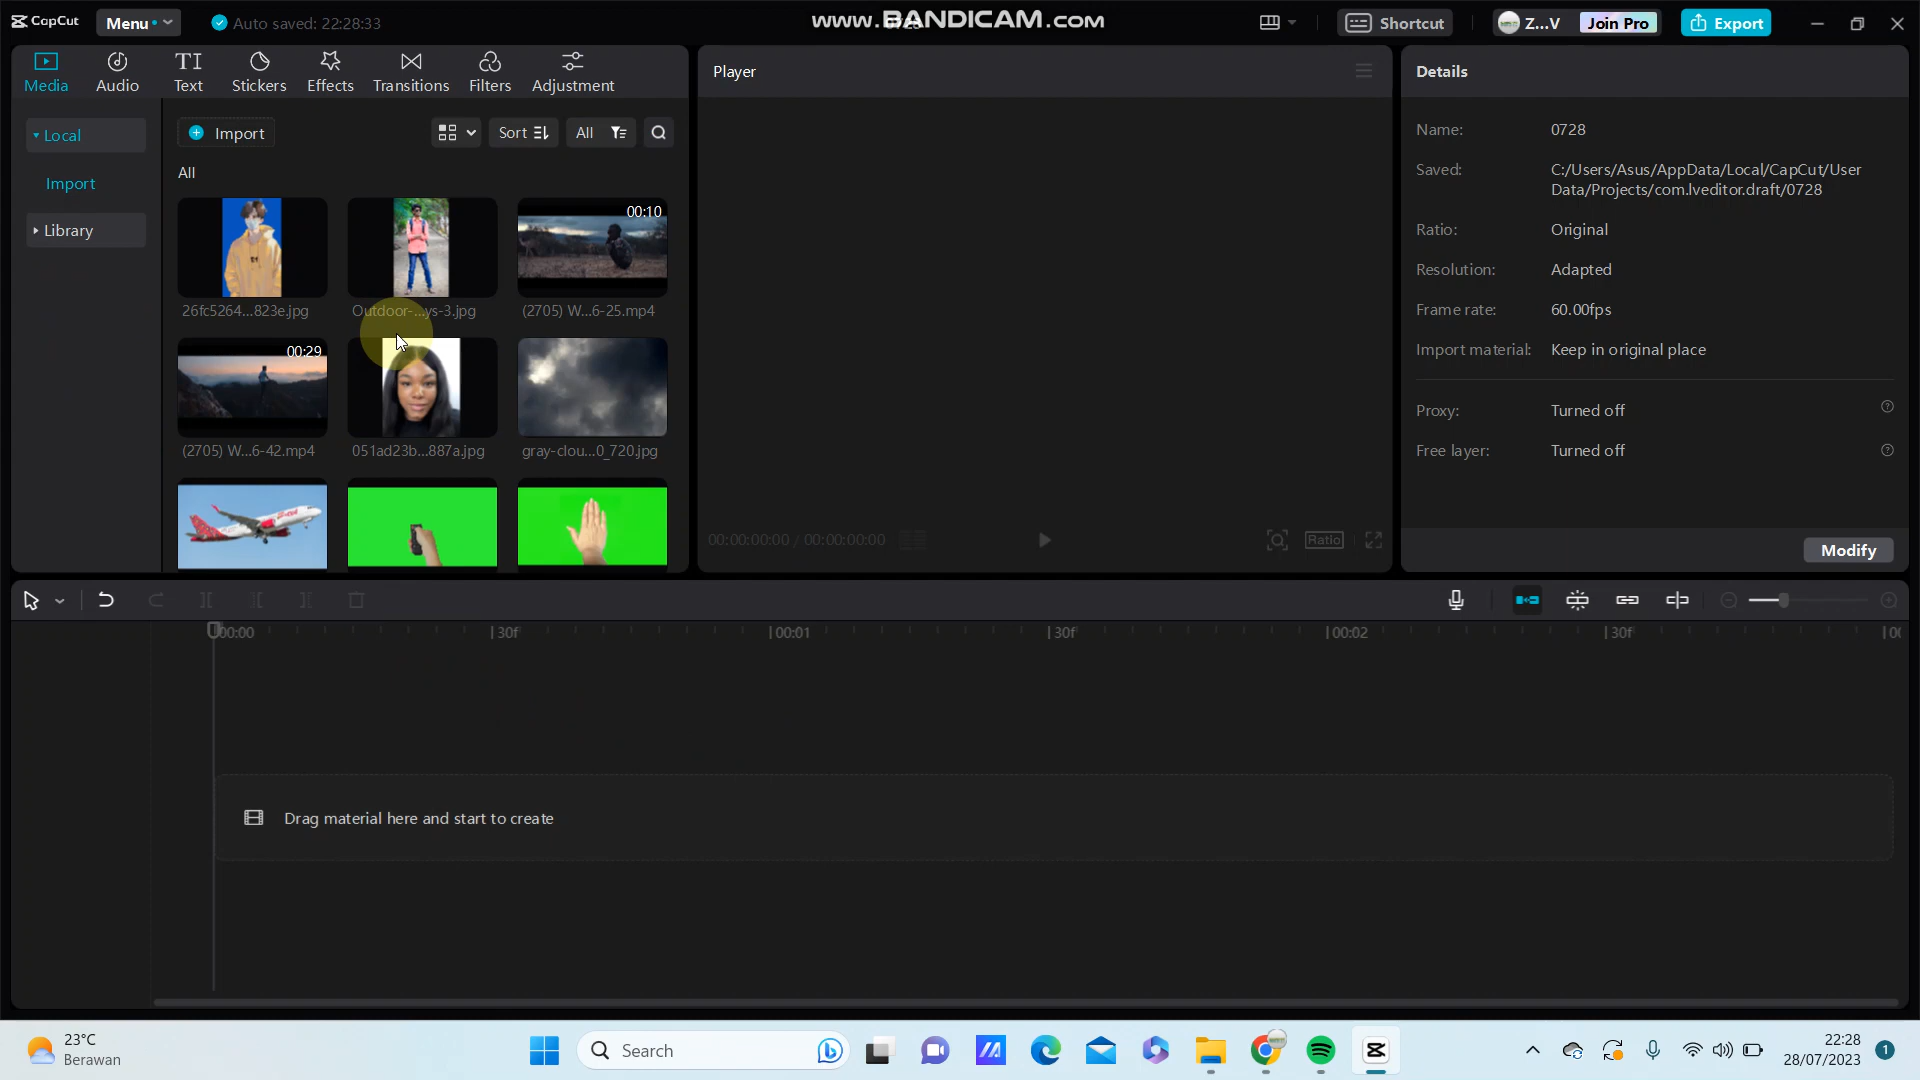 CapCut
Menu
Auto saved: 22:28:33
www.BANDICAM.com
Shortcut
Z...V
Join Pro
Export
Media
Audio
Text
Stickers
Effects
Transitions
Filters
Adjustment
Player
Details
Local
Import
Library
Import
Sort
All
All
00:10
26fc5264...823e.jpg
Outdoor-...ys-3.jpg
(2705) W...6-25.mp4
00:29
(2705) W...6-42.mp4
051ad23b...887a.jpg
gray-clou...0_720.jpg
00:00:00:00 / 00:00:00:00
Ratio
Name:
0728
Saved:
C:/Users/Asus/AppData/Local/CapCut/User
Data/Projects/com.lveditor.draft/0728
Ratio:
Original
Resolution:
Adapted
Frame rate:
60.00fps
Import material:
Keep in original place
Proxy:
Turned off
Free layer:
Turned off
Modify
00:00
30f
00:01
30f
00:02
30f
Drag material here and start to create
23°C
Berawan
Search
22:28
28/07/2023
1